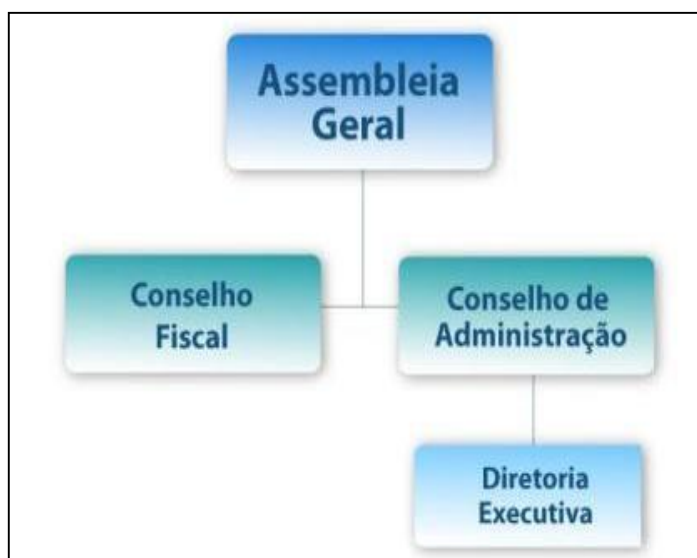 Assembleia
Geral
Conselho
Fiscal
Conselho de
Administração
Diretoria
Executiva